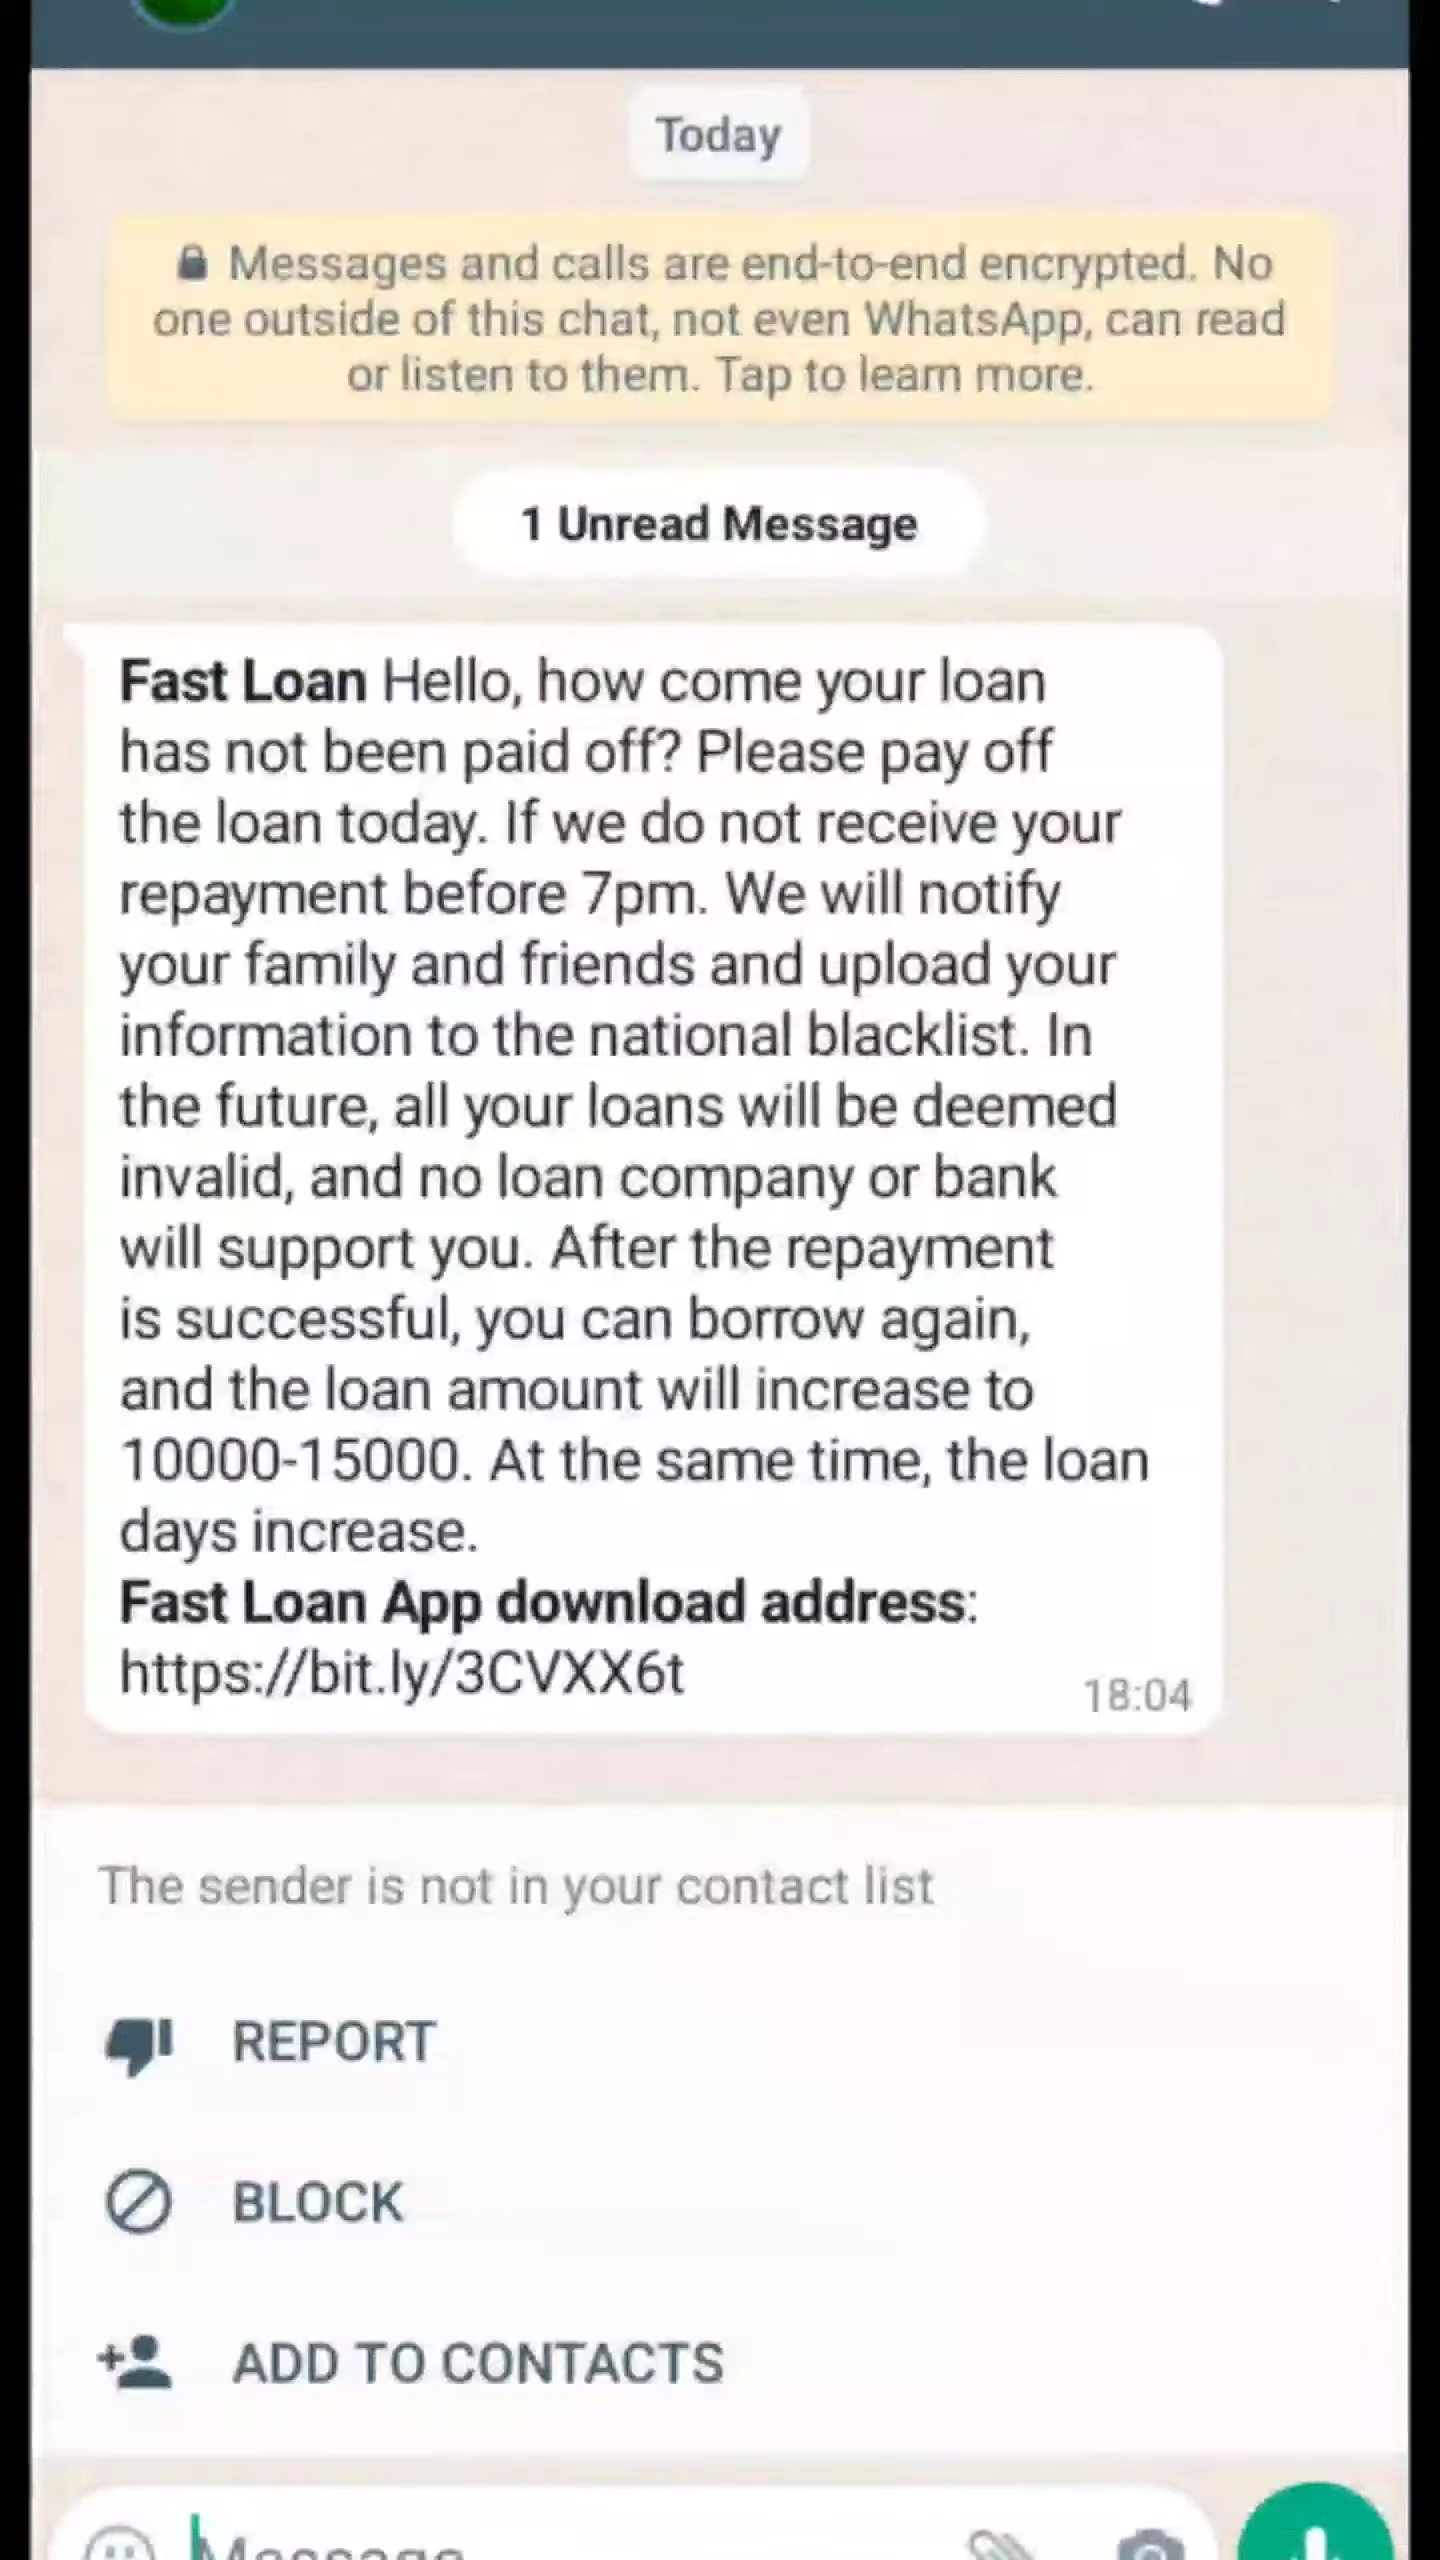 Today
Messages and calls are end-to-end encrypted. No
one outside of this chat, not even WhatsApp, can read
or listen to them. Tap to learn more.
1 Unread Message
Fast Loan Hello, how come your loan
has not been paid off? Please pay off
the loan today. If we do not receive your
repayment before 7pm. We will notify
your family and friends and upload your
information to the national blacklist. In
the future, all your loans will be deemed
invalid, and no loan company or bank
will support you. After the repayment
is successful, you can borrow again,
and the loan amount will increase to
10000-15000. At the same time, the loan
days increase.
Fast Loan App download address:
https://bit.ly/3CVXX6t
18:04
The sender is not in your contact list
REPORT
BLOCK
ADD TO CONTACTS
Message